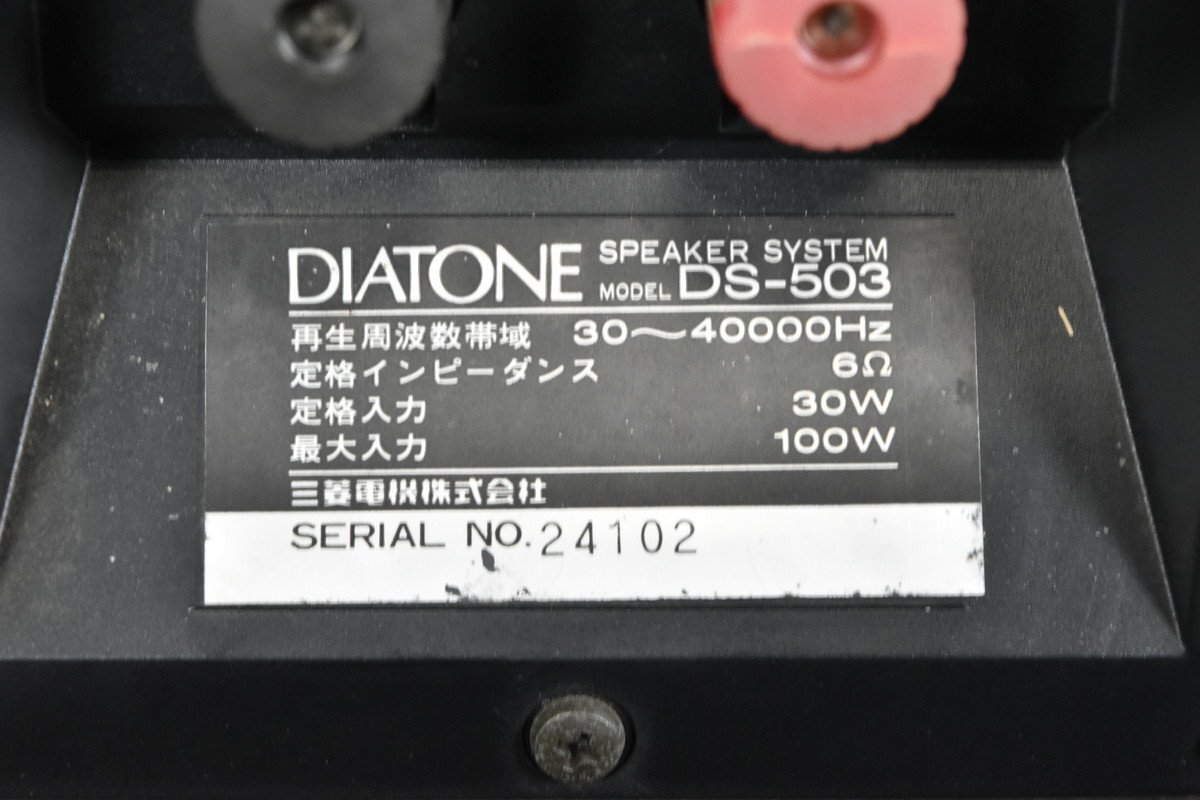 DIATONE SPEAKER SYSTEM
MODEL DS-503
再生周波数帯域 30～40000Hz
定格インピーダンス 6Ω
定格入力 30W
最大入力 100W
三菱電機株式会社
SERIAL NO. 24102